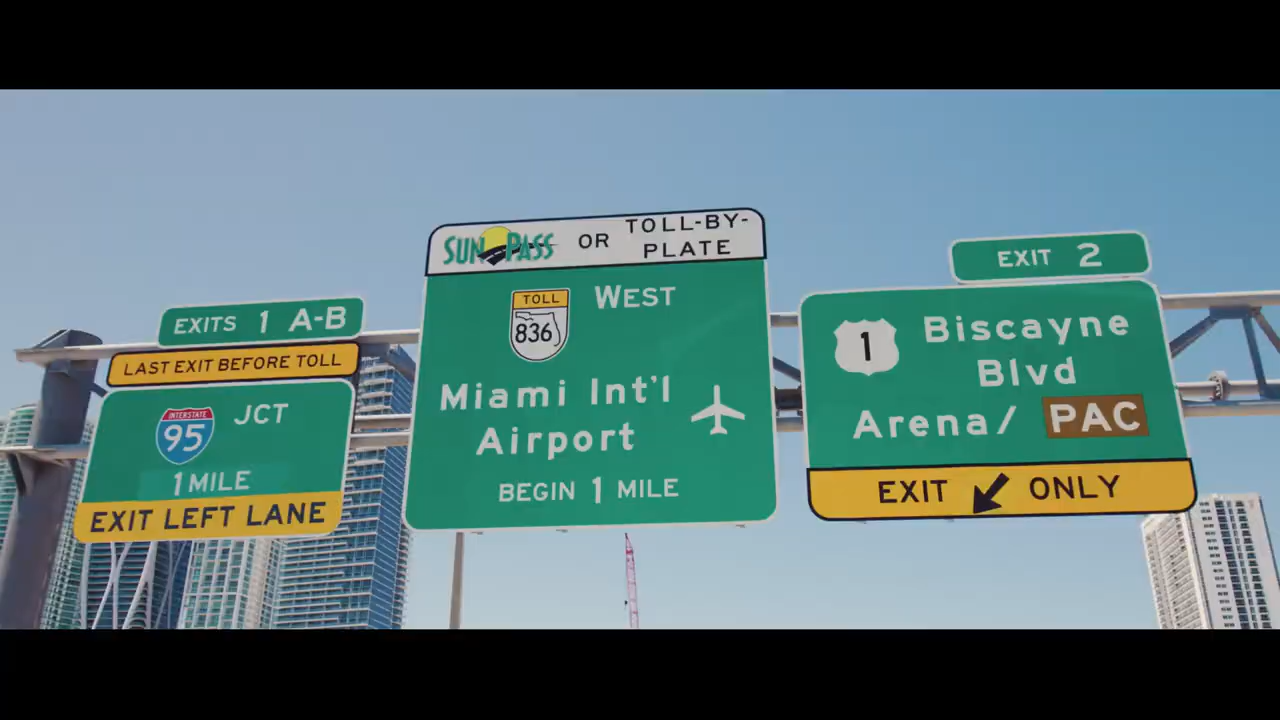 EXITS 1 A-B
LAST EXIT BEFORE TOLL
INTERSTATE
95
JCT
1 MILE
EXIT LEFT LANE
SUNPASS OR TOLL-BY-
PLATE
TOLL
836
WEST
Miami Int'l
Airport
BEGIN 1 MILE
EXIT 2
1
Biscayne
Blvd
Arena/ PAC
EXIT ONLY